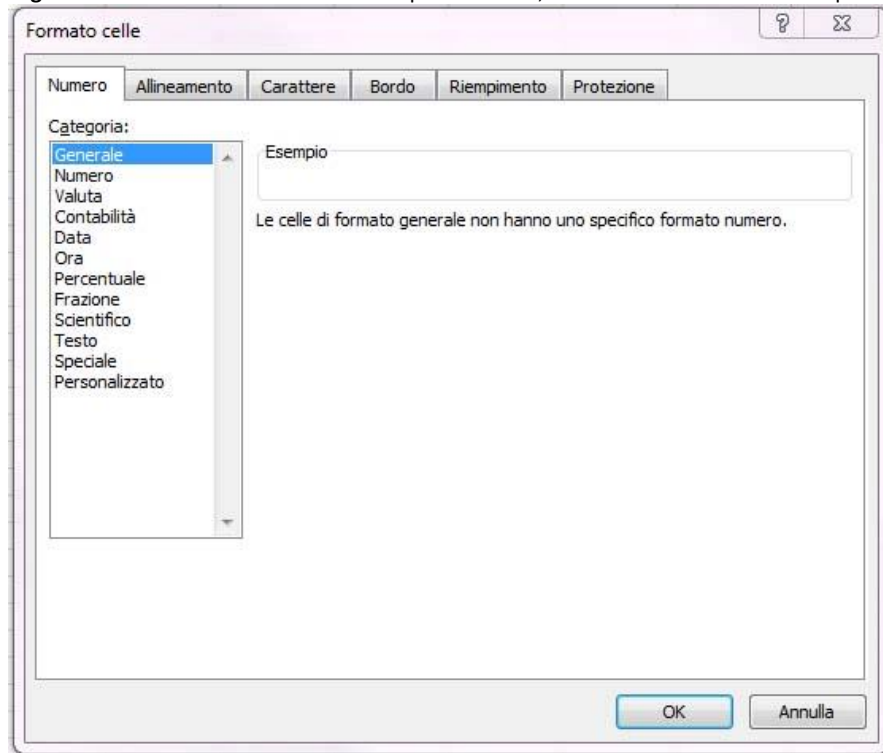 Formato celle
Numero Allineamento Carattere Bordo Riempimento Protezione
Categoria:
Generale
Numero
Valuta
Contabilità
Data
Ora
Percentuale
Frazione
Scientifico
Testo
Speciale
Personalizzato
Esempio
Le celle di formato generale non hanno uno specifico formato numero.
OK Annulla